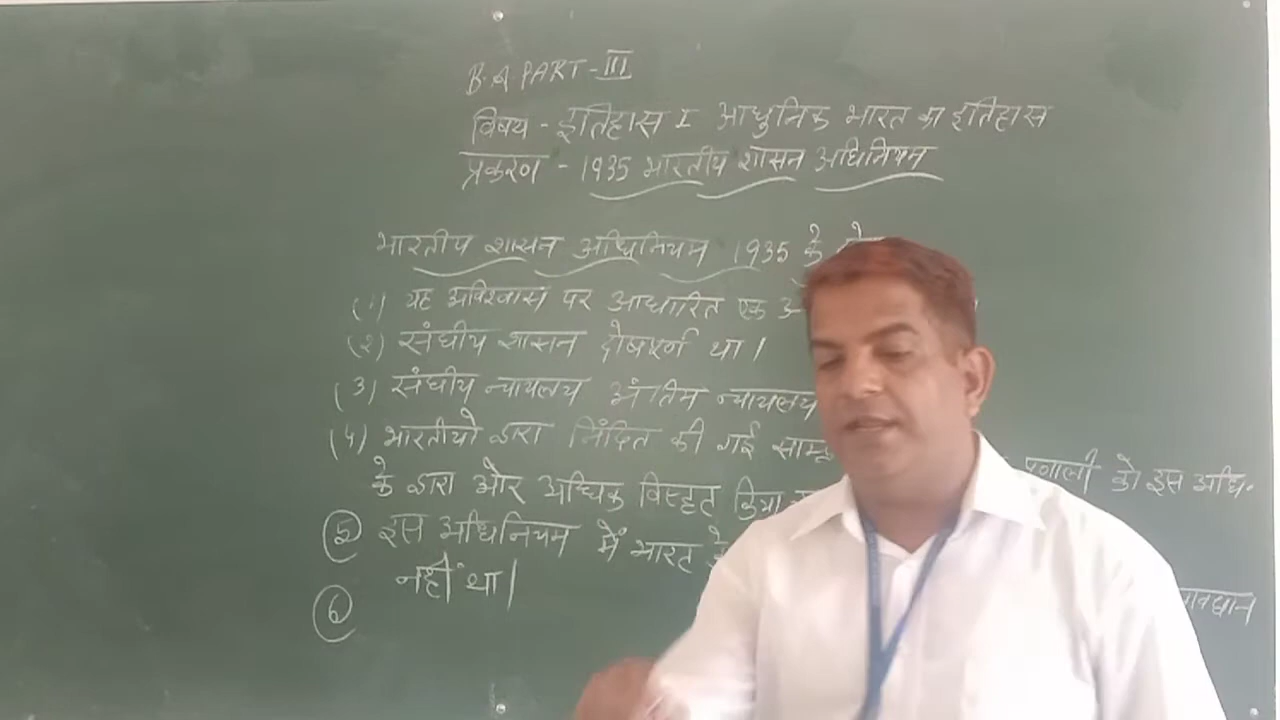 B.A PART-III
विषय - इतिहास I आधुनिक भारत का इतिहास
प्रकरण - 1935 भारतीय शासन अधिनियम
भारतीय शासन अधिनियम 1935 के
(1) यह अविश्वास पर आधारित एक
(2) संघीय शासन दोषपूर्ण था।
(3) संघीय न्यायलय अंतिम न्यायलय
(4) भारतीयो द्वारा निंदित की गई प्रणाली को इस अधि-
के द्वारा और अधिक विस्तृत किया
(5) इस अधिनियम में भारत के
नहीं था।
(6)